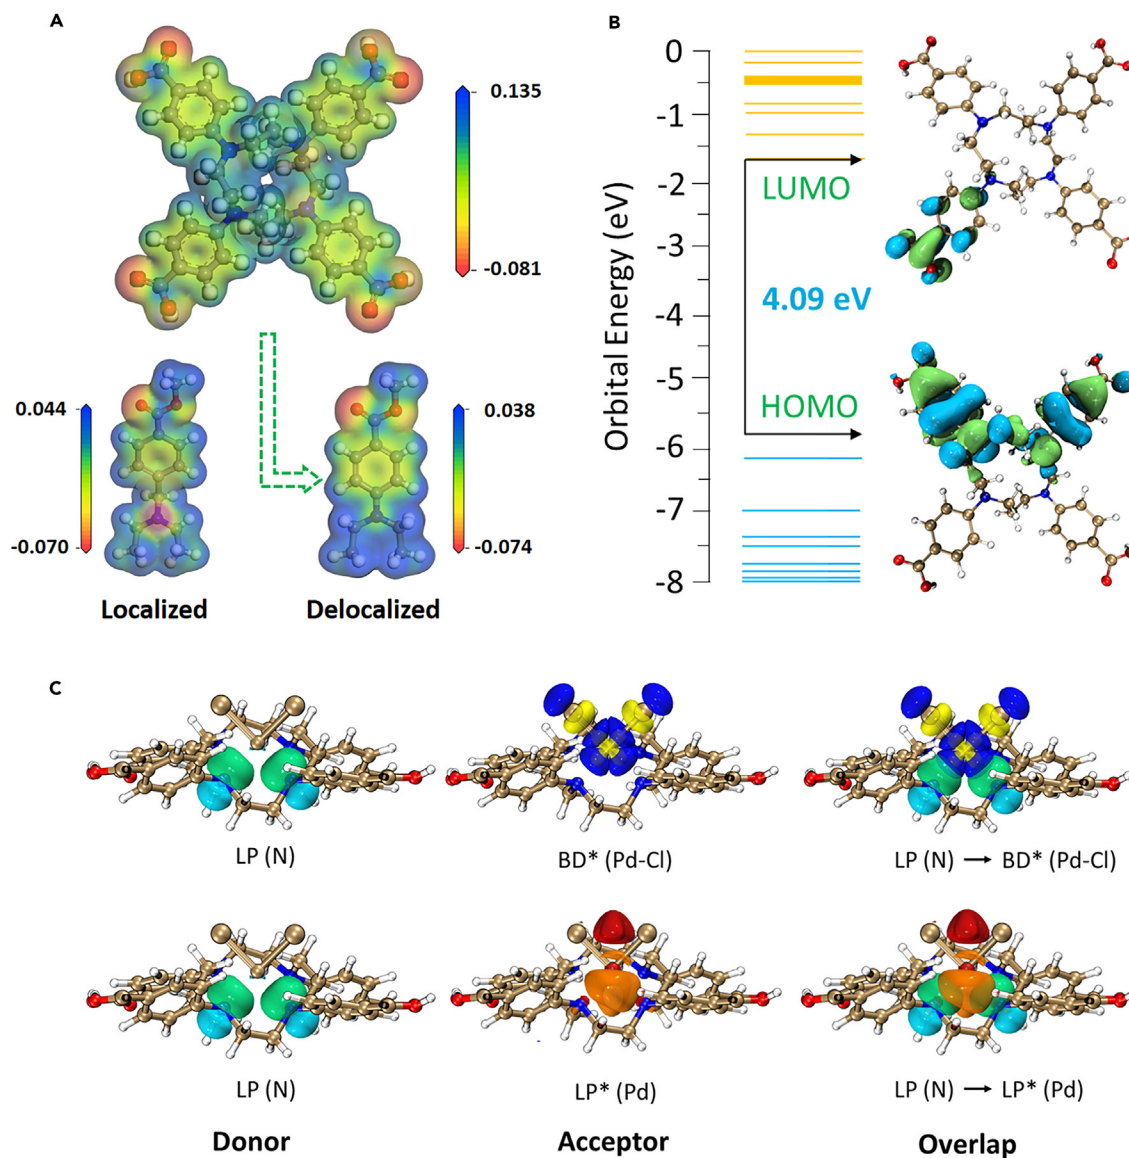 A
0.135
-0.081
0.044
-0.070
0.038
-0.074
Localized
Delocalized
B
Orbital Energy (eV)
0
-1
-2
-3
-4
-5
-6
-7
-8
LUMO
4.09 eV
HOMO
C
LP (N)
BD* (Pd-Cl)
LP (N) → BD* (Pd-Cl)
LP (N)
LP* (Pd)
LP (N) → LP* (Pd)
Donor
Acceptor
Overlap